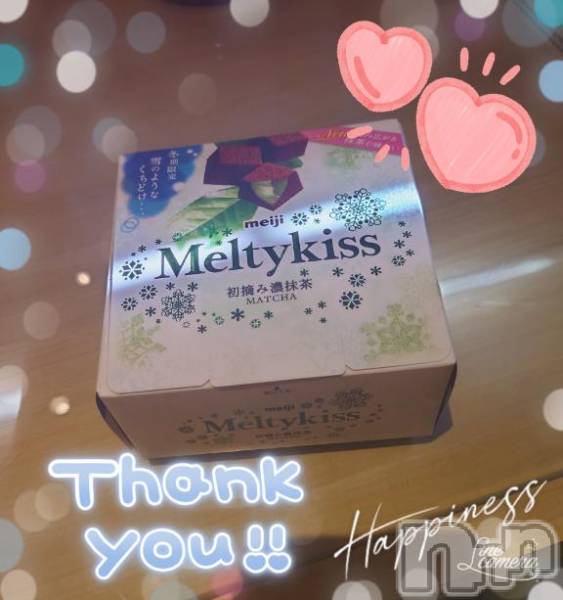 冬期限定
雪のような
くちどけ…
New
meiji
Meltykiss
初摘み濃抹茶
MATCHA
meiji
Meltykiss
Thank
you!!
Happiness
Line
camera
n-n